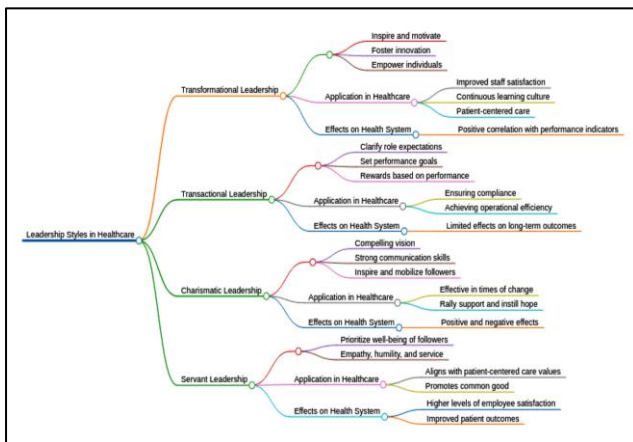 Leadership Styles in Healthcare
Transformational Leadership
Inspire and motivate
Foster innovation
Empower individuals
Application in Healthcare
Improved staff satisfaction
Continuous learning culture
Patient-centered care
Effects on Health System
Positive correlation with performance indicators
Transactional Leadership
Clarify role expectations
Set performance goals
Rewards based on performance
Application in Healthcare
Ensuring compliance
Achieving operational efficiency
Effects on Health System
Limited effects on long-term outcomes
Charismatic Leadership
Compelling vision
Strong communication skills
Inspire and mobilize followers
Application in Healthcare
Effective in times of change
Rally support and instill hope
Effects on Health System
Positive and negative effects
Servant Leadership
Prioritize well-being of followers
Empathy, humility, and service
Application in Healthcare
Aligns with patient-centered care values
Promotes common good
Effects on Health System
Higher levels of employee satisfaction
Improved patient outcomes